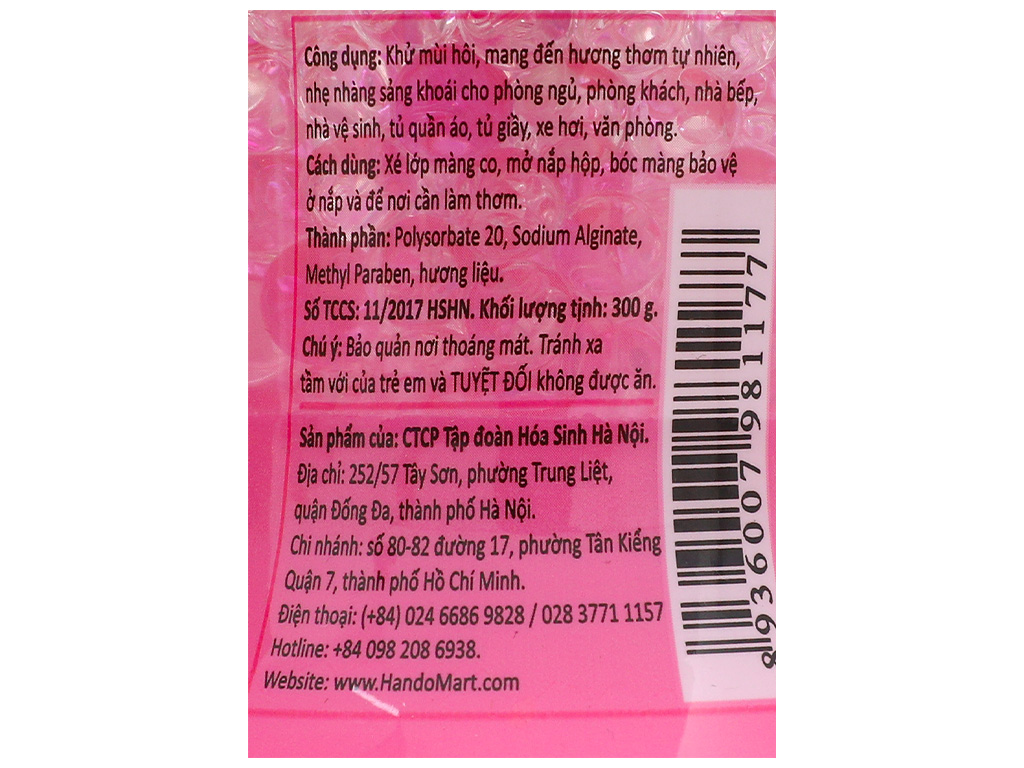 Công dụng: Khử mùi hôi, mang đến hương thơm tự nhiên,
nhẹ nhàng sảng khoái cho phòng ngủ, phòng khách, nhà bếp,
nhà vệ sinh, tủ quần áo, tủ giầy, xe hơi, văn phòng.
Cách dùng: Xé lớp màng co, mở nắp hộp, bóc màng bảo vệ
ở nắp và để nơi cần làm thơm.
Thành phần: Polysorbate 20, Sodium Alginate,
Methyl Paraben, hương liệu.
Số TCCS: 11/2017 HSHN. Khối lượng tịnh: 300 g.
Chú ý: Bảo quản nơi thoáng mát. Tránh xa
tầm với của trẻ em và TUYỆT ĐỐI không được ăn.
Sản phẩm của: CTCP Tập đoàn Hóa Sinh Hà Nội.
Địa chỉ: 252/57 Tây Sơn, phường Trung Liệt,
quận Đống Đa, thành phố Hà Nội.
Chi nhánh: số 80-82 đường 17, phường Tân Kiểng
Quận 7, thành phố Hồ Chí Minh.
Điện thoại: (+84) 024 6686 9828 / 028 3771 1157
Hotline: +84 098 208 6938.
Website: www.HandoMart.com
8936070981177